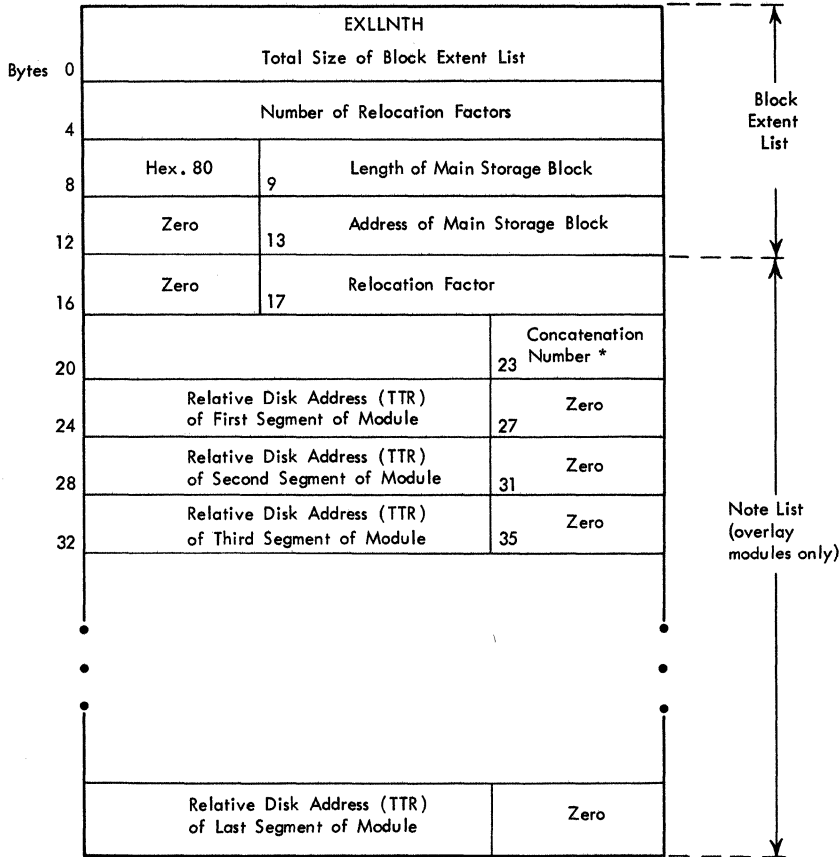 EXLLNTH
Total Size of Block Extent List
Bytes 0
Number of Relocation Factors
4
Block
Extent
List
Hex. 80
9
Length of Main Storage Block
8
Zero
13
Address of Main Storage Block
12
Zero
17
Relocation Factor
16
Concatenation
23 Number *
20
Relative Disk Address (TTR)
of First Segment of Module
27
Zero
24
Relative Disk Address (TTR)
of Second Segment of Module
31
Zero
28
Relative Disk Address (TTR)
of Third Segment of Module
35
Zero
32
Note List
(overlay
modules only)
Relative Disk Address (TTR)
of Last Segment of Module
Zero